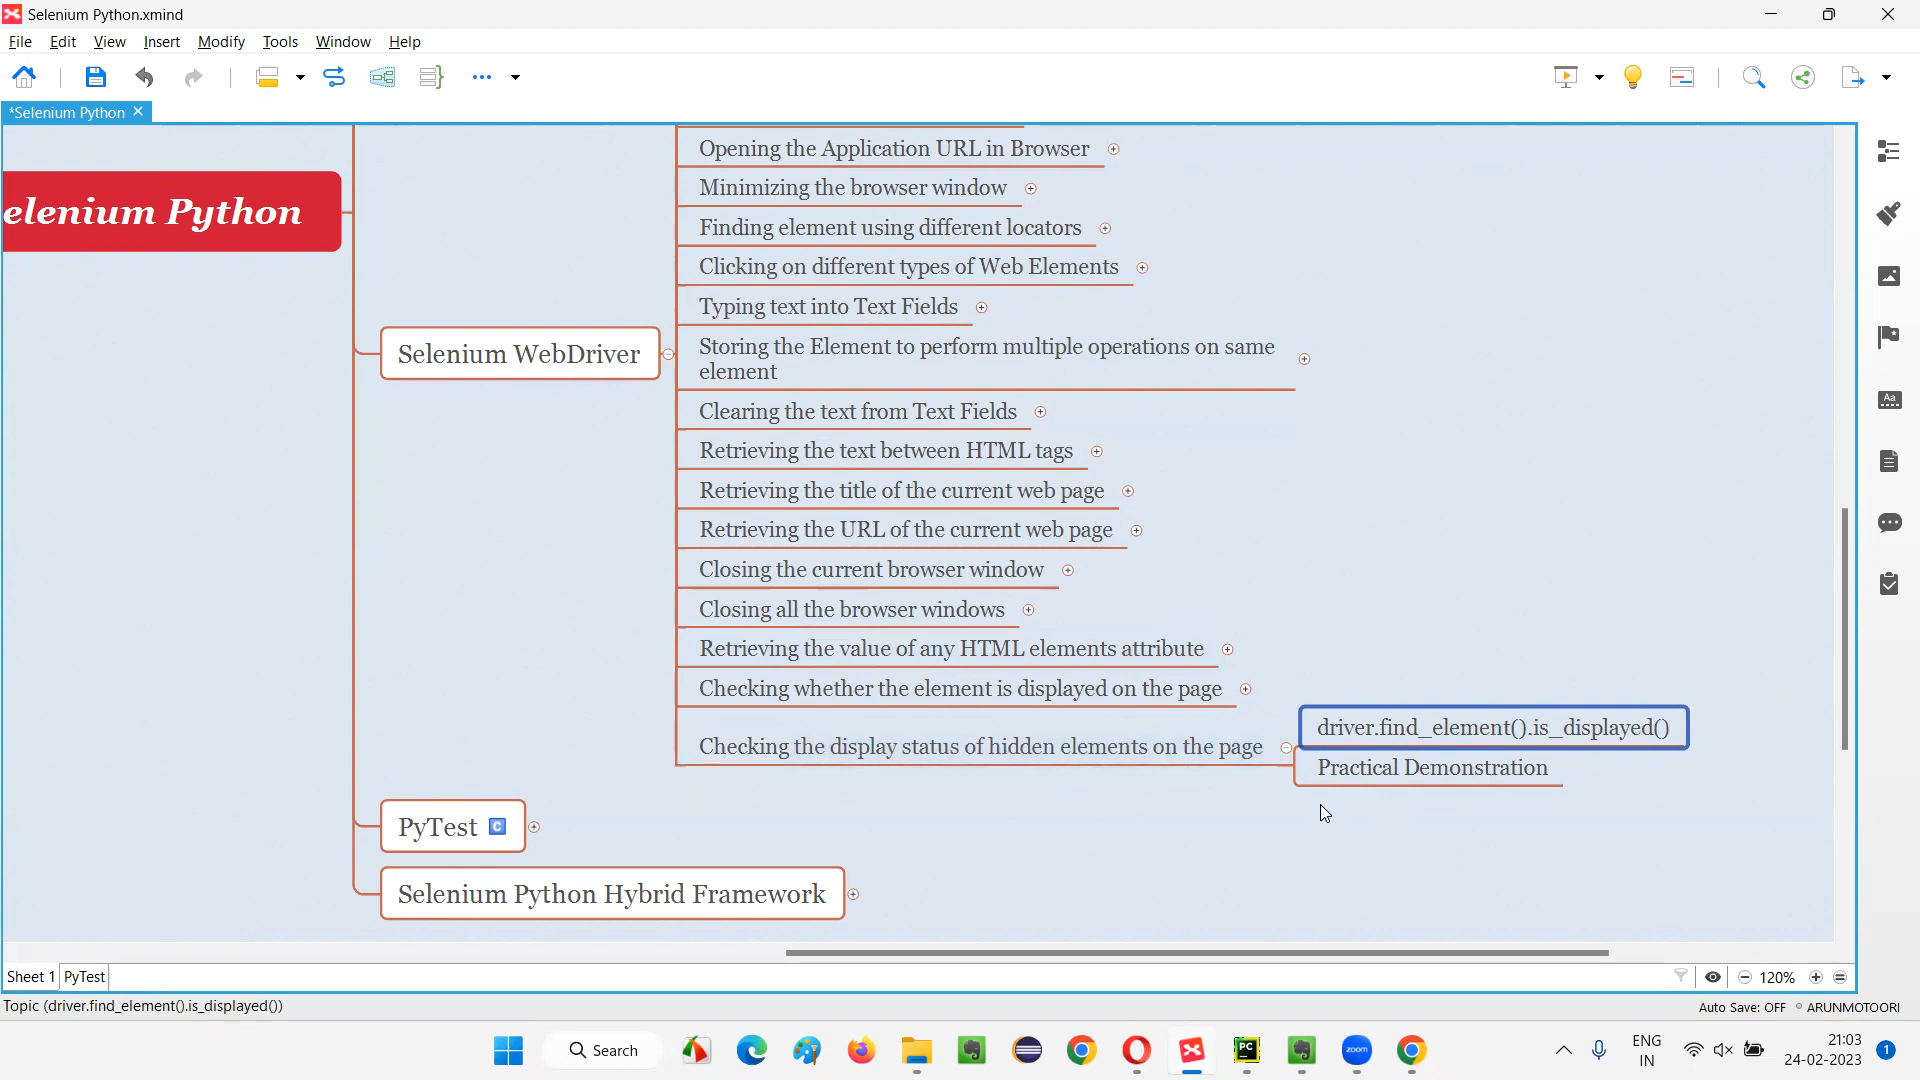 Selenium Python.xmind
File Edit View Insert Modify Tools Window Help
*Selenium Python
Opening the Application URL in Browser
Minimizing the browser window
elenium Python
Finding element using different locators
Clicking on different types of Web Elements
Typing text into Text Fields
Storing the Element to perform multiple operations on same
element
Selenium WebDriver
Clearing the text from Text Fields
Retrieving the text between HTML tags
Retrieving the title of the current web page
Retrieving the URL of the current web page
Closing the current browser window
Closing all the browser windows
Retrieving the value of any HTML elements attribute
Checking whether the element is displayed on the page
driver.find_element().is_displayed()
Checking the display status of hidden elements on the page
Practical Demonstration
PyTest C
Selenium Python Hybrid Framework
Sheet 1 PyTest
120%
Topic (driver.find_element().is_displayed())
Auto Save: OFF ARUNMOTOORI
Search
PC
zoom
ENG
IN
21:03
24-02-2023
1
Aa